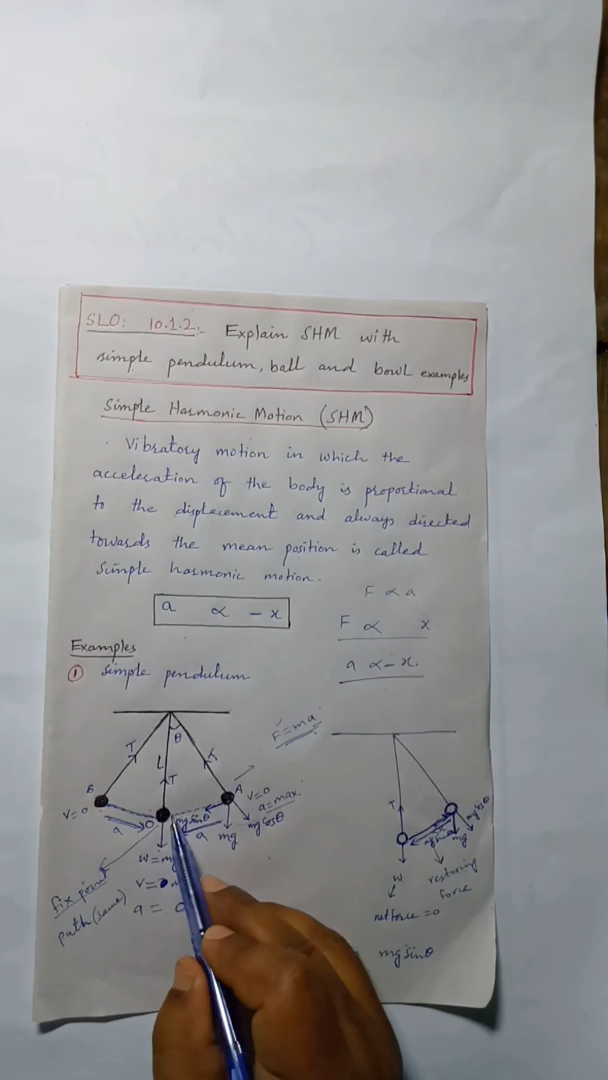 SLO: 10.1.2:- Explain SHM with
simple pendulum, ball and bowl examples
Simple Harmonic Motion (SHM)
Vibratory motion in which the
acceleration of the body is proportional
to the displacement and always directed
towards the mean position is called
simple harmonic motion.
a ∝ - x
F ∝ a
F ∝ x
a ∝ - x.
Examples
① Simple pendulum
F = ma
θ
T
L
T
T
B
V=0
a
O
mg sinθ
A
V=0
a=max.
mg cosθ
a
mg
W = m
V =
a =
fix point
path (same)
T
mg cosθ
mg
W
restoring
force
net force = 0
mg sinθ